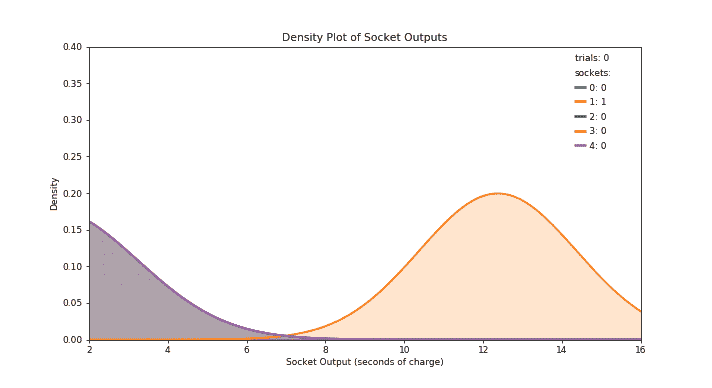 Density Plot of Socket Outputs
trials: 0
sockets:
0: 0
1: 1
2: 0
3: 0
4: 0
Density
0.40
0.35
0.30
0.25
0.20
0.15
0.10
0.05
0.00
2 4 6 8 10 12 14 16
Socket Output (seconds of charge)